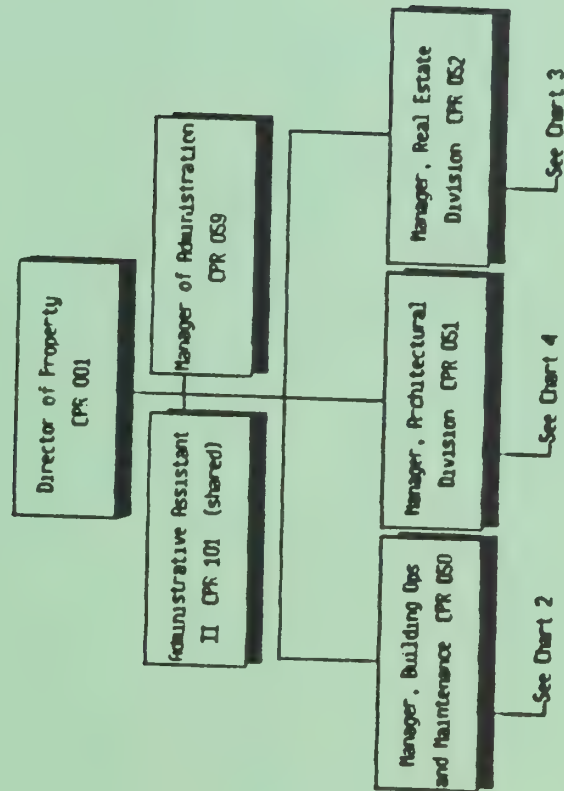 Director of Property
CPR 001
Administrative Assistant
II CPR 101 (shared)
Manager of Administration
CPR 059
Manager, Building Ops
and Maintenance CPR 050
Manager, Architectural
Division CPR 051
Manager, Real Estate
Division CPR 052
See Chart 2
See Chart 4
See Chart 3